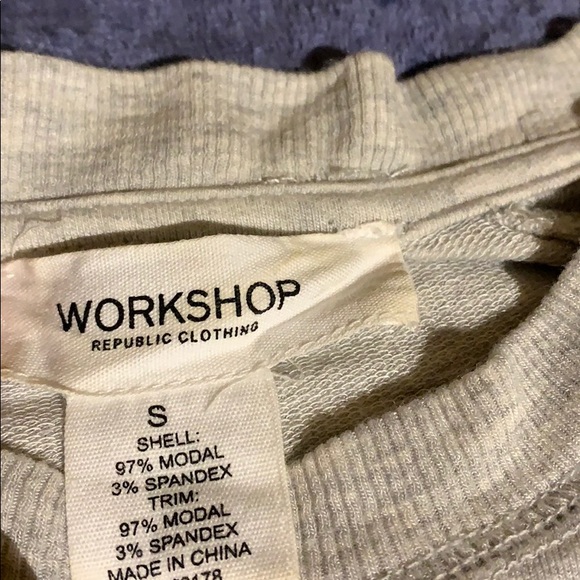 WORKSHOP
REPUBLIC CLOTHING
S
SHELL:
97% MODAL
3% SPANDEX
TRIM:
97% MODAL
3% SPANDEX
MADE IN CHINA